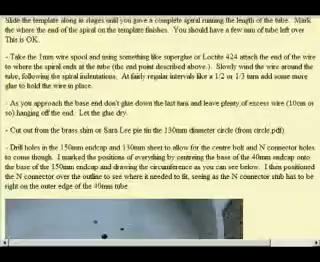 Slide the template along in stages until you gave a complete spiral running the length of the tube. Mark
the where the end of the spiral on the template finishes. You should have a few mm of tube left over
This is OK.
- Take the 1mm wire spool and using something like superglue or Loctite 424 attach the end of the wire
to where the spiral ends at the tube (the end point described above.). Slowly wind the wire around the
tube, following the spiral indentations. At fairly regular intervals like a 1/2 or 1/3 turn add some more
glue to hold the wire in place.
- As you approach the base end don't glue the last turn and leave plenty of excess wire (10cm or
so) hanging off the end. Let the glue dry.
- Cut out from the brass shim or Sara Lee pie tin the 130mm diameter circle (from circle.pdf)
- Drill holes in the 150mm endcap and 130mm sheet to allow for the centre bolt and N connector holes
to come though. I marked the positions of everything by centreing the base of the 40mm endcap onto
the base of the 150mm endcap and drawing the circumference as you can see below. I then positioned
the N connector over the outline to see where it needed to fit, seeing as the N connector stub has to be
right on the outer edge of the 40mm tube.